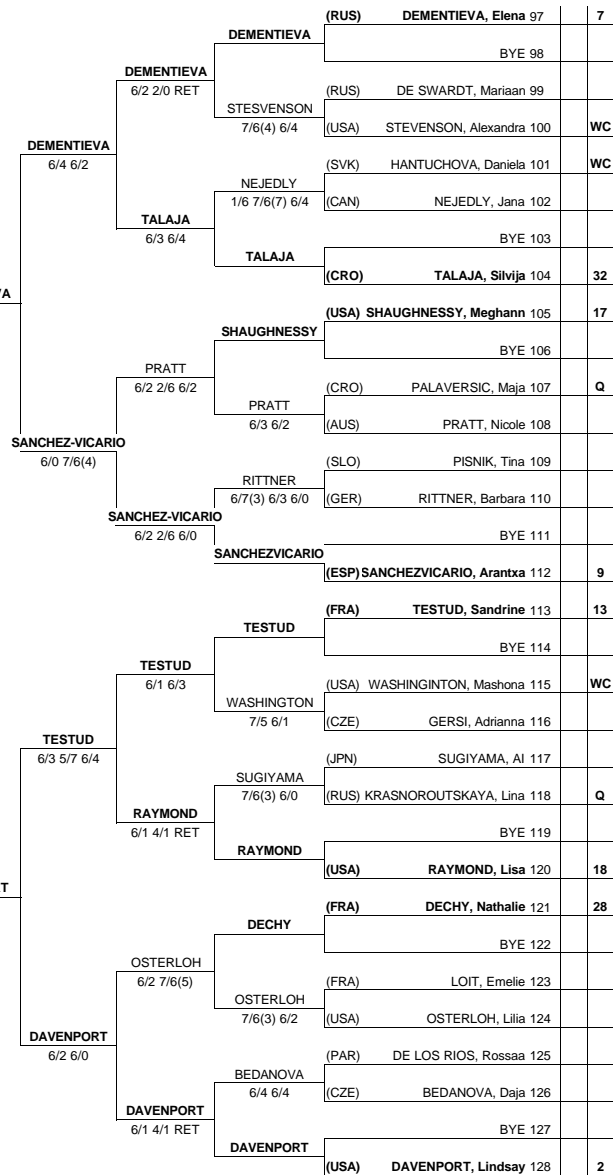 (RUS) DEMENTIEVA, Elena 97 7
DEMENTIEVA
BYE 98
DEMENTIEVA
6/2 2/0 RET
(RUS) DE SWARDT, Mariaan 99
STESVENSON
7/6(4) 6/4
(USA) STEVENSON, Alexandra 100 WC
DEMENTIEVA
6/4 6/2
(SVK) HANTUCHOVA, Daniela 101 WC
NEJEDLY
1/6 7/6(7) 6/4
(CAN) NEJEDLY, Jana 102
TALAJA
6/3 6/4
BYE 103
TALAJA
(CRO) TALAJA, Silvija 104 32
VA
(USA) SHAUGHNESSY, Meghann 105 17
SHAUGHNESSY
BYE 106
PRATT
6/2 2/6 6/2
(CRO) PALAVERSIC, Maja 107 Q
PRATT
6/3 6/2
(AUS) PRATT, Nicole 108
SANCHEZ-VICARIO
6/0 7/6(4)
(SLO) PISNIK, Tina 109
RITTNER
6/7(3) 6/3 6/0
(GER) RITTNER, Barbara 110
SANCHEZ-VICARIO
6/2 2/6 6/0
BYE 111
SANCHEZVICARIO
(ESP) SANCHEZVICARIO, Arantxa 112 9
(FRA) TESTUD, Sandrine 113 13
TESTUD
BYE 114
TESTUD
6/1 6/3
(USA) WASHINGINTON, Mashona 115 WC
WASHINGTON
7/5 6/1
(CZE) GERSI, Adrianna 116
TESTUD
6/3 5/7 6/4
(JPN) SUGIYAMA, AI 117
SUGIYAMA
7/6(3) 6/0
(RUS) KRASNOROUTSKAYA, Lina 118 Q
RAYMOND
6/1 4/1 RET
BYE 119
RAYMOND
(USA) RAYMOND, Lisa 120 18
RT
(FRA) DECHY, Nathalie 121 28
DECHY
BYE 122
OSTERLOH
6/2 7/6(5)
(FRA) LOIT, Emelie 123
OSTERLOH
7/6(3) 6/2
(USA) OSTERLOH, Lilia 124
DAVENPORT
6/2 6/0
(PAR) DE LOS RIOS, Rossaa 125
BEDANOVA
6/4 6/4
(CZE) BEDANOVA, Daja 126
DAVENPORT
6/1 4/1 RET
BYE 127
DAVENPORT
(USA) DAVENPORT, Lindsay 128 2